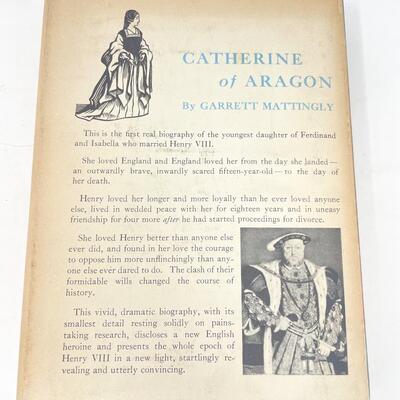 CATHERINE
of ARAGON
By GARRETT MATTINGLY
This is the first real biography of the youngest daughter of Ferdinand
and Isabella who married Henry VIII.
She loved England and England loved her from the day she landed—
an outwardly brave, inwardly scared fifteen-year-old—to the day of
her death.
Henry loved her longer and more loyally than he ever loved anyone
else, lived in wedded peace with her for eighteen years and in uneasy
friendship for four more after he had started proceedings for divorce.
She loved Henry better than anyone else
ever did, and found in her love the courage
to oppose him more unflinchingly than any-
one else ever dared to do. The clash of their
formidable wills changed the course of
history.
This vivid, dramatic biography, with its
smallest detail resting solidly on pains-
taking research, discloses a new English
heroine and presents the whole epoch of
Henry VIII in a new light, startlingly re-
vealing and utterly convincing.